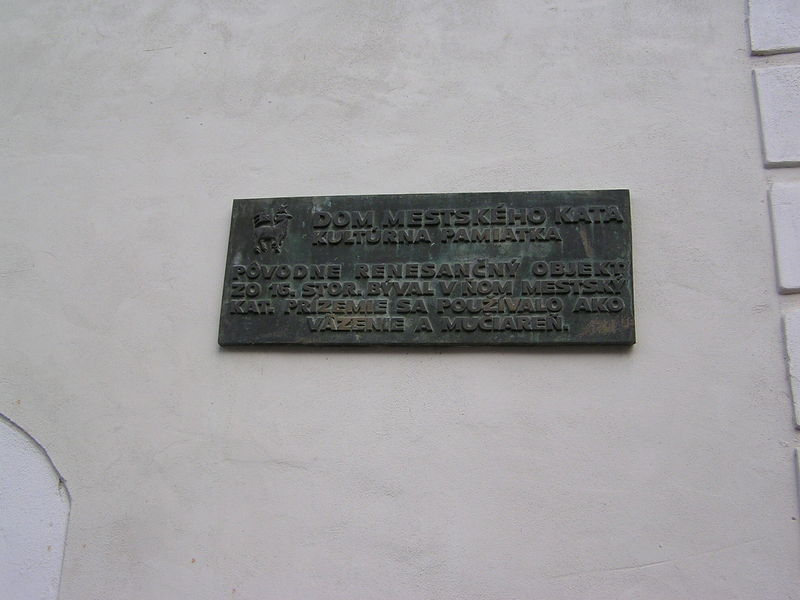 DOM MESTSKÉHO KATA
KULTÚRNA PAMIATKA
PÔVODNE RENESANČNÝ OBJEKT
ZO 16. STOR. BÝVAL V ŇOM MESTSKÝ
KAT. PRÍZEMIE SA POUŽÍVALO AKO
VÄZENIE A MUČIAREŇ.